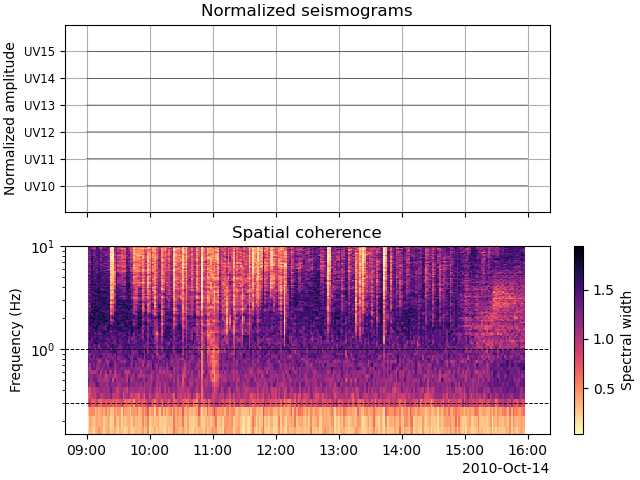 Normalized seismograms
Normalized amplitude
UV15
UV14
UV13
UV12
UV11
UV10
Spatial coherence
Frequency (Hz)
10¹
10⁰
09:00 10:00 11:00 12:00 13:00 14:00 15:00 16:00
2010-Oct-14
1.5
1.0
0.5
Spectral width